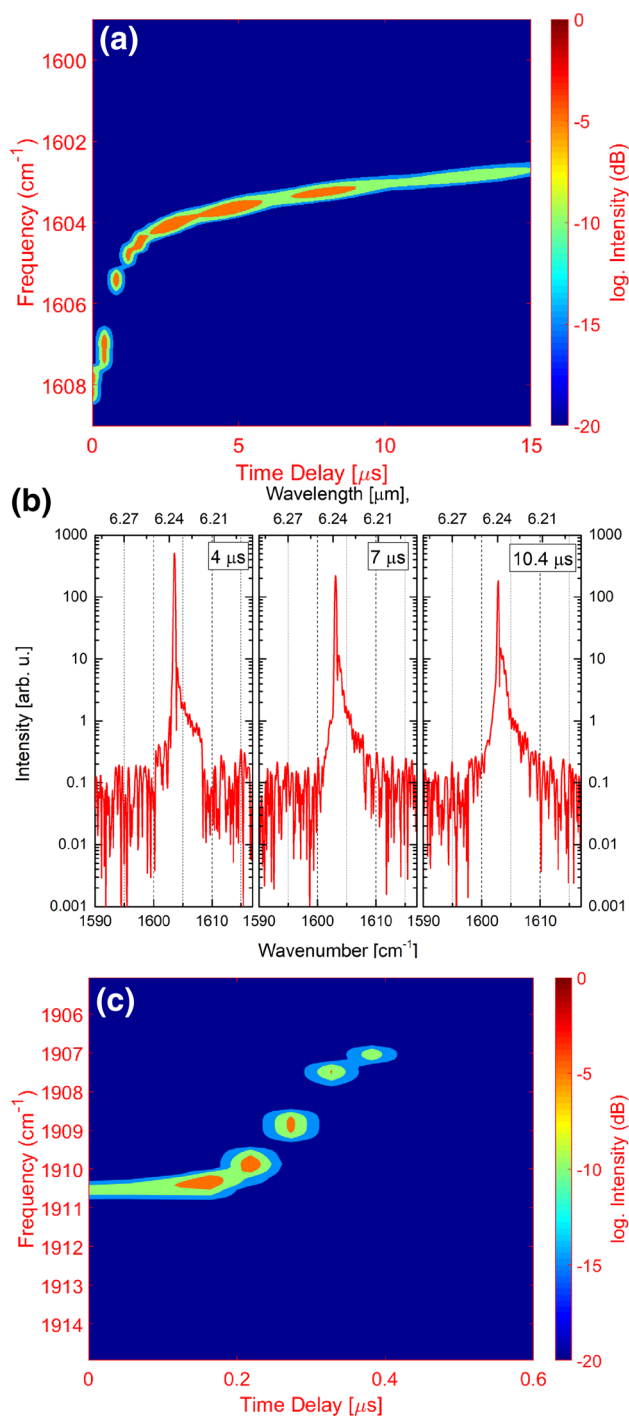 (a)
1600
1602
1604
1606
1608
Frequency (cm⁻¹)
0
5
10
15
Time Delay [μs]
0
-5
-10
-15
-20
log. Intensity (dB)
(b)
Wavelength [μm],
6.27 6.24 6.21
6.27 6.24 6.21
6.27 6.24 6.21
1000
100
10
1
0.1
0.01
0.001
Intensity [arb. u.]
4 μs
7 μs
10.4 μs
1000
100
10
1
0.1
0.01
0.001
1590 1600 1610
1600 1610
1600 1610
1590
1590
Wavenumber [cm⁻¹]
(c)
1906
1907
1908
1909
1910
1911
1912
1913
1914
Frequency (cm⁻¹)
0
0.2
0.4
0.6
Time Delay [μs]
0
-5
-10
-15
-20
log. Intensity (dB)